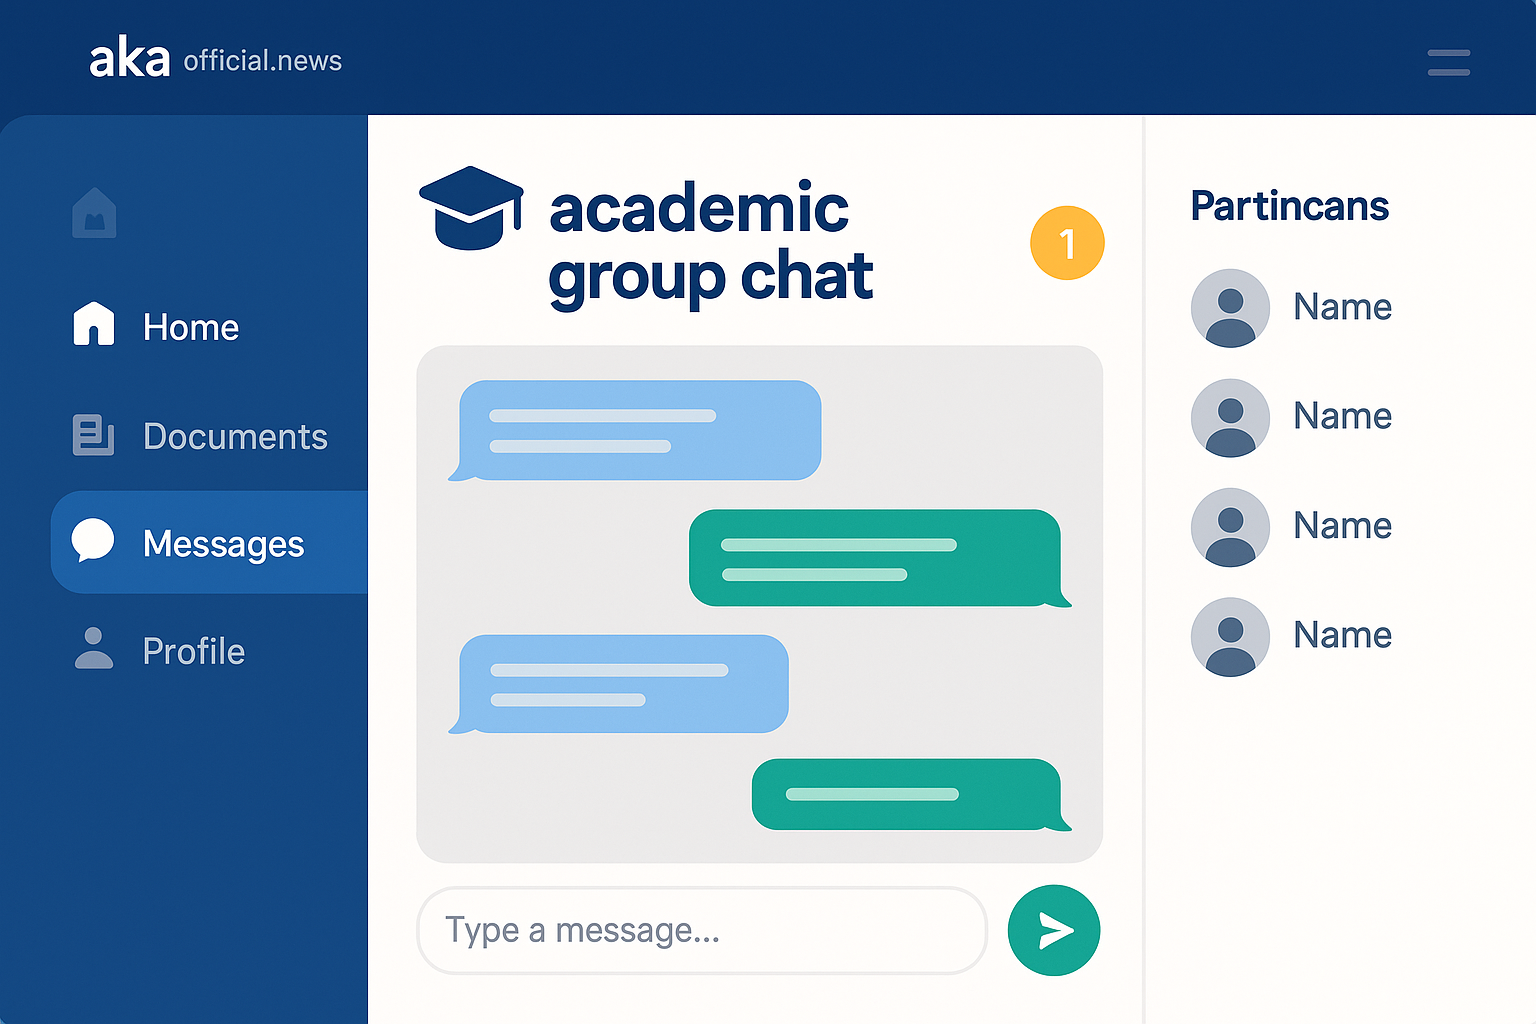 aka official.news
Home
Documents
Messages
Profile
academic
group chat
1
Type a message...
Partincans
Name
Name
Name
Name